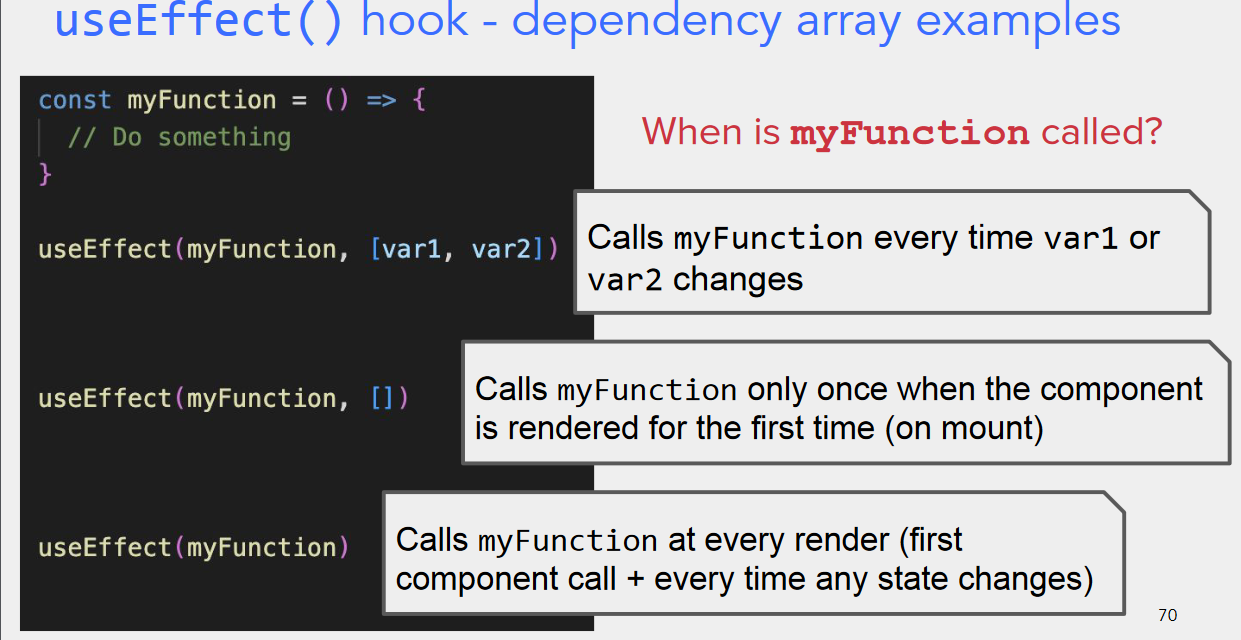 useEffect() hook - dependency array examples
const myFunction = () => {
// Do something
}
When is myFunction called?
useEffect(myFunction, [var1, var2])
Calls myFunction every time var1 or
var2 changes
useEffect(myFunction, [])
Calls myFunction only once when the component
is rendered for the first time (on mount)
useEffect(myFunction)
Calls myFunction at every render (first
component call + every time any state changes)
70